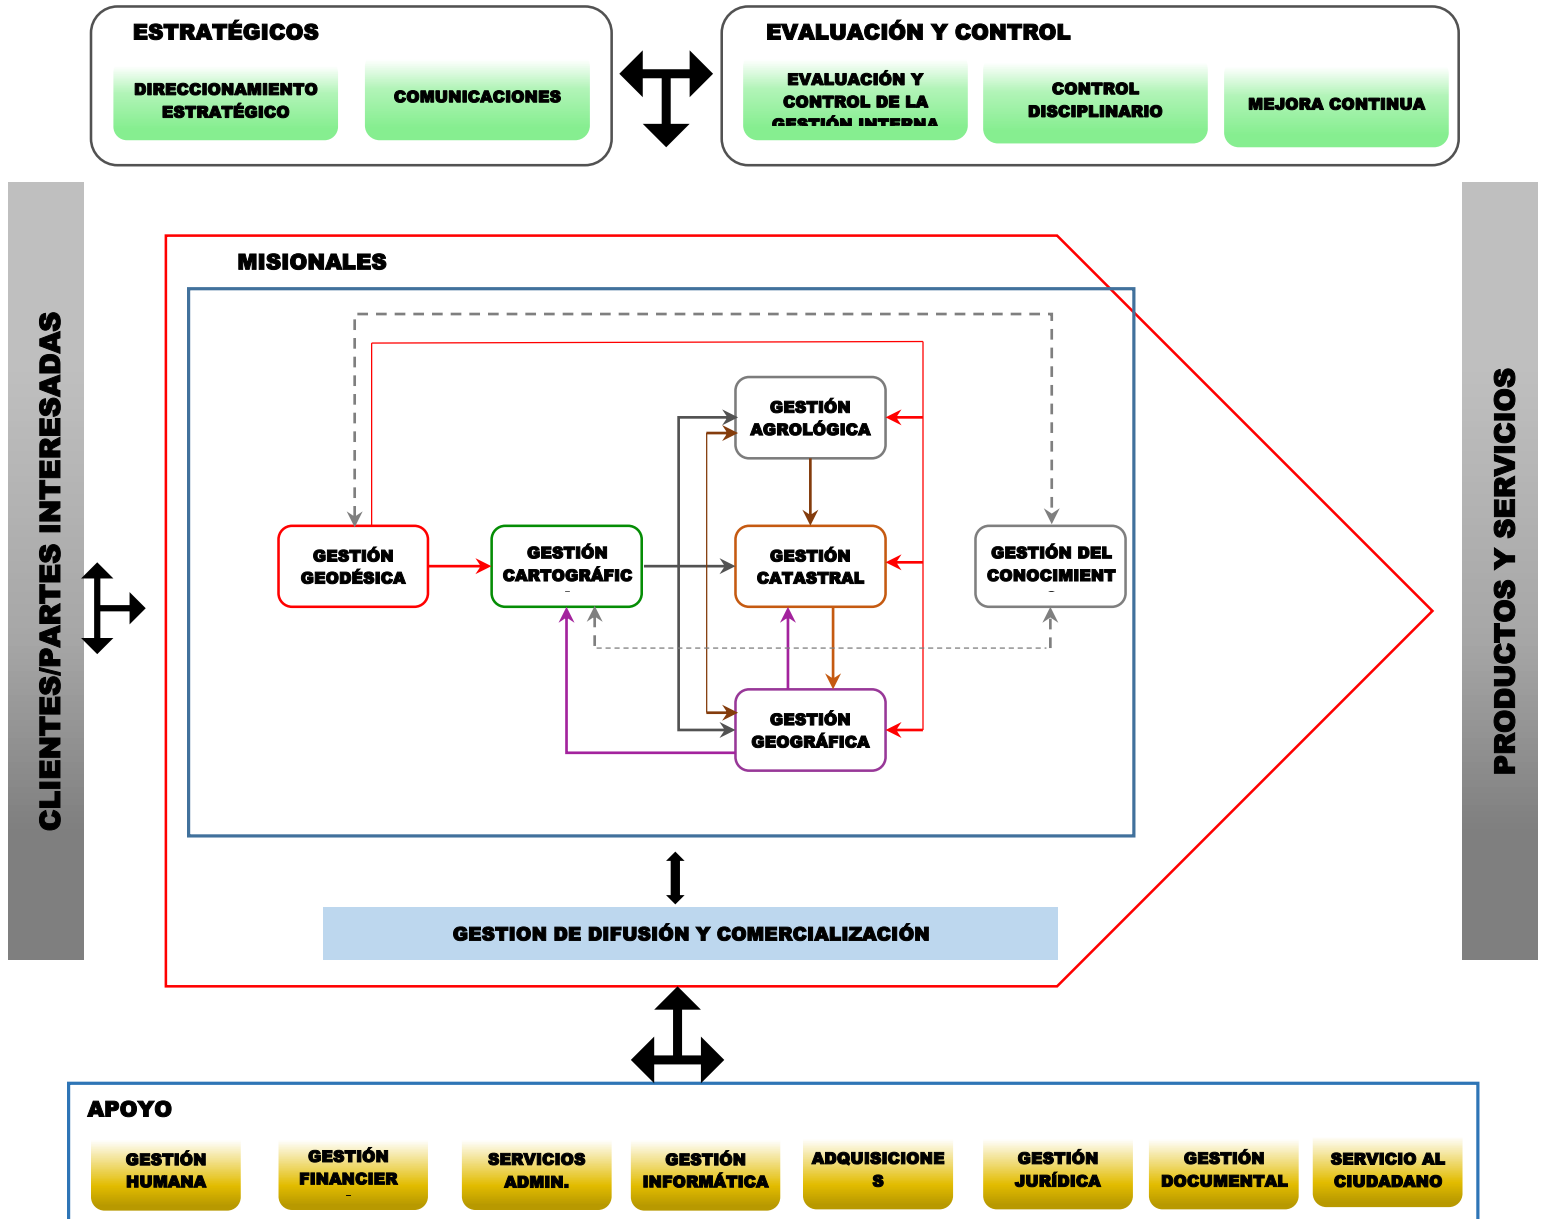 ESTRATÉGICOS
DIRECCIONAMIENTO
ESTRATÉGICO
COMUNICACIONES
EVALUACIÓN Y CONTROL
EVALUACIÓN Y
CONTROL DE LA
GESTIÓN INTERNA
CONTROL
DISCIPLINARIO
MEJORA CONTINUA
CLIENTES/PARTES INTERESADAS
MISIONALES
GESTIÓN
AGROLÓGICA
GESTIÓN
GEODÉSICA
GESTIÓN
CARTOGRÁFIC
GESTIÓN
CATASTRAL
GESTIÓN DEL
CONOCIMIENT
GESTIÓN
GEOGRÁFICA
GESTION DE DIFUSIÓN Y COMERCIALIZACIÓN
PRODUCTOS Y SERVICIOS
APOYO
GESTIÓN
HUMANA
GESTIÓN
FINANCIER
SERVICIOS
ADMIN.
GESTIÓN
INFORMÁTICA
ADQUISICIONE
S
GESTIÓN
JURÍDICA
GESTIÓN
DOCUMENTAL
SERVICIO AL
CIUDADANO